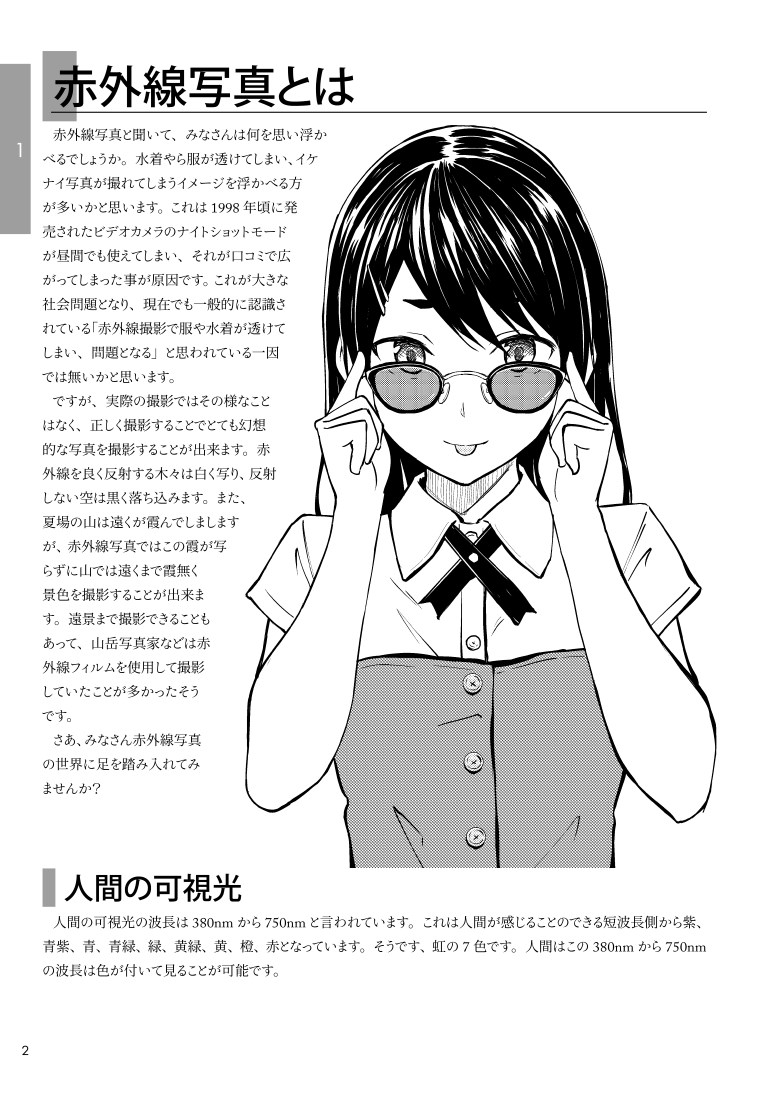 赤外線写真とは
1
赤外線写真と聞いて、みなさんは何を思い浮か
べるでしょうか。水着やら服が透けてしまい、イケ
ナイ写真が撮れてしまうイメージを浮かべる方
が多いかと思います。これは 1998 年頃に発
売されたビデオカメラのナイトショットモード
が昼間でも使えてしまい、それが口コミで広
がってしまった事が原因です。これが大きな
社会問題となり、現在でも一般的に認識さ
れている「赤外線撮影で服や水着が透けて
しまい、問題となる」と思われている一因
では無いかと思います。
ですが、実際の撮影ではその様なこと
はなく、正しく撮影することでとても幻想
的な写真を撮影することが出来ます。赤
外線を良く反射する木々は白く写り、反射
しない空は黒く落ち込みます。また、
夏場の山は遠くが霞んでしまします
が、赤外線写真ではこの霞が写
らずに山では遠くまで霞無く
景色を撮影することが出来ま
す。遠景まで撮影できることも
あって、山岳写真家などは赤
外線フィルムを使用して撮影
していたことが多かったそう
です。
さあ、みなさん赤外線写真
の世界に足を踏み入れてみ
ませんか？
人間の可視光
人間の可視光の波長は 380nm から 750nm と言われています。これは人間が感じることのできる短波長側から紫、
青紫、青、青緑、緑、黄緑、黄、橙、赤となっています。そうです、虹の 7 色です。人間はこの 380nm から 750nm
の波長は色が付いて見ることが可能です。
2